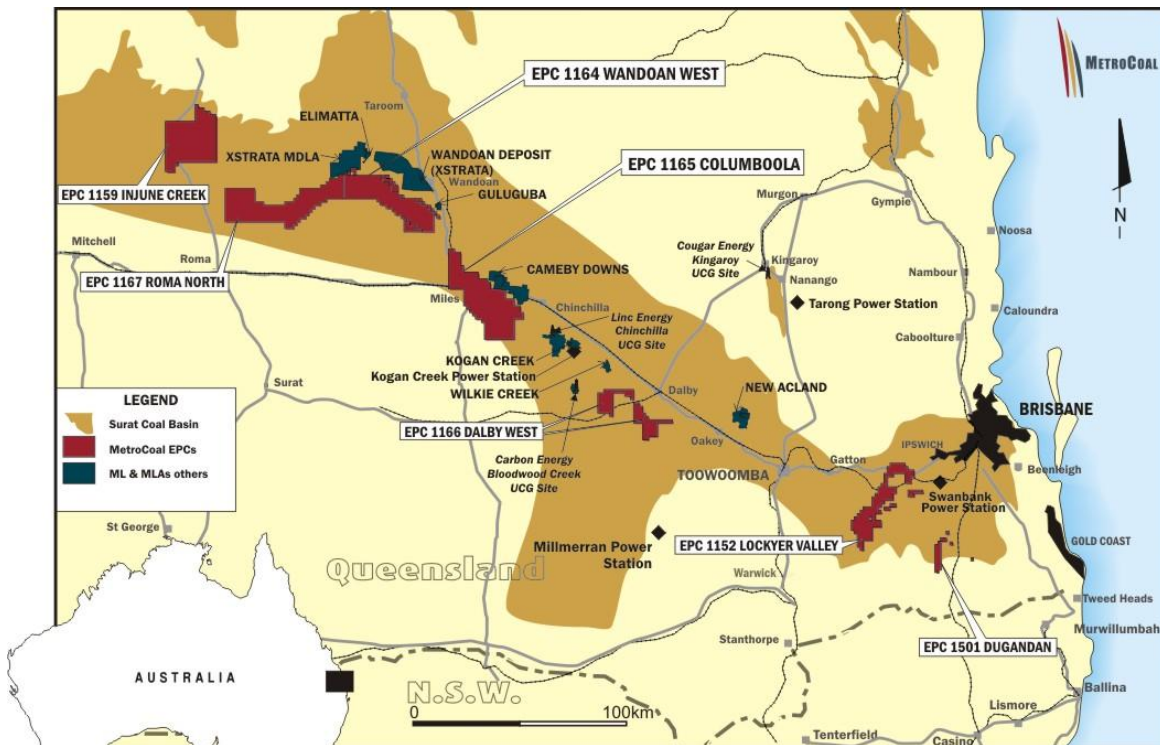 METROCOAL
EPC 1164 WANDOAN WEST
Taroom
ELIMATTA
XSTRATA MDLA
WANDOAN DEPOSIT
(XSTRATA)
Wandoan
GULUGUBA
EPC 1165 COLUMBOOLA
EPC 1159 INJUNE CREEK
Murgon
Gympie
N
Noosa
Mitchell
Roma
EPC 1167 ROMA NORTH
CAMEBY DOWNS
Cougar Energy
Kingaroy
UCG Site
Kingaroy
Nanango
Nambour
Miles
Chinchilla
Tarong Power Station
Caloundra
Linc Energy
Chinchilla
UCG Site
Caboolture
KOGAN CREEK
Kogan Creek Power Station
WILKIE CREEK
Surat
Dalby
NEW ACLAND
BRISBANE
LEGEND
Surat Coal Basin
MetroCoal EPCs
ML & MLAs others
EPC 1166 DALBY WEST
Oakey
IPSWICH
Gatton
Beenleigh
Carbon Energy
Bloodwood Creek
UCG Site
TOOWOOMBA
Swanbank
Power Station
St George
Millmerran Power
Station
EPC 1152 LOCKYER VALLEY
GOLD COAST
Queensland
Warwick
Tweed Heads
Murwillumbah
Stanthorpe
EPC 1501 DUGANDAN
AUSTRALIA
N.S.W.
Ballina
0 100km
Lismore
Tenterfield
Casino